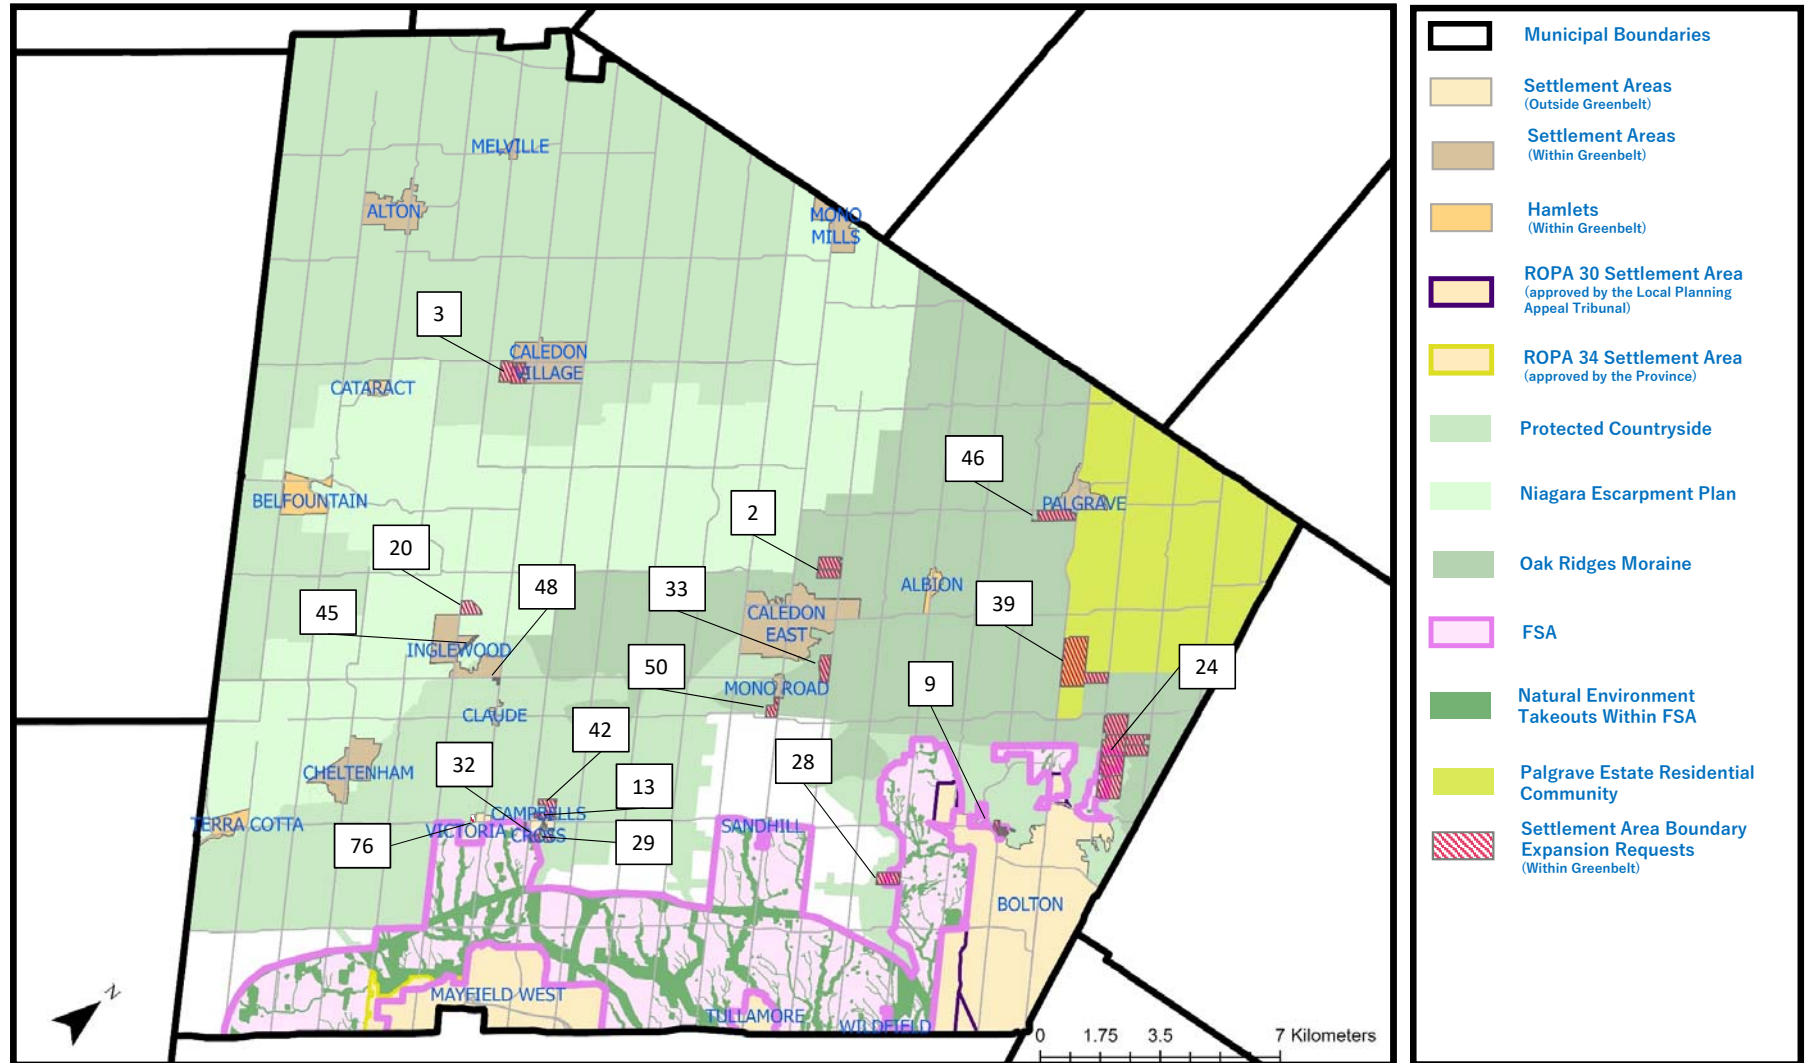 MELVILLE
ALTON
MONO
MILLS
3
CALEDON
VILLAGE
CATARACT
46
BELFOUNTAIN
PALGRAVE
2
20
48
33
ALBION
39
45
CALEDON
EAST
INGLEWOOD
50
MONO ROAD
9
24
CLAUDE
42
32
28
CHELTENHAM
13
CAMPBELLS
CROSS
TERRA COTTA
VICTORIA
SANDHILL
76
29
BOLTON
MAYFIELD WEST
TULLAMORE
WILDFIELD
N
0 1.75 3.5 7 Kilometers
Municipal Boundaries
Settlement Areas
(Outside Greenbelt)
Settlement Areas
(Within Greenbelt)
Hamlets
(Within Greenbelt)
ROPA 30 Settlement Area
(approved by the Local Planning
Appeal Tribunal)
ROPA 34 Settlement Area
(approved by the Province)
Protected Countryside
Niagara Escarpment Plan
Oak Ridges Moraine
FSA
Natural Environment
Takeouts Within FSA
Palgrave Estate Residential
Community
Settlement Area Boundary
Expansion Requests
(Within Greenbelt)